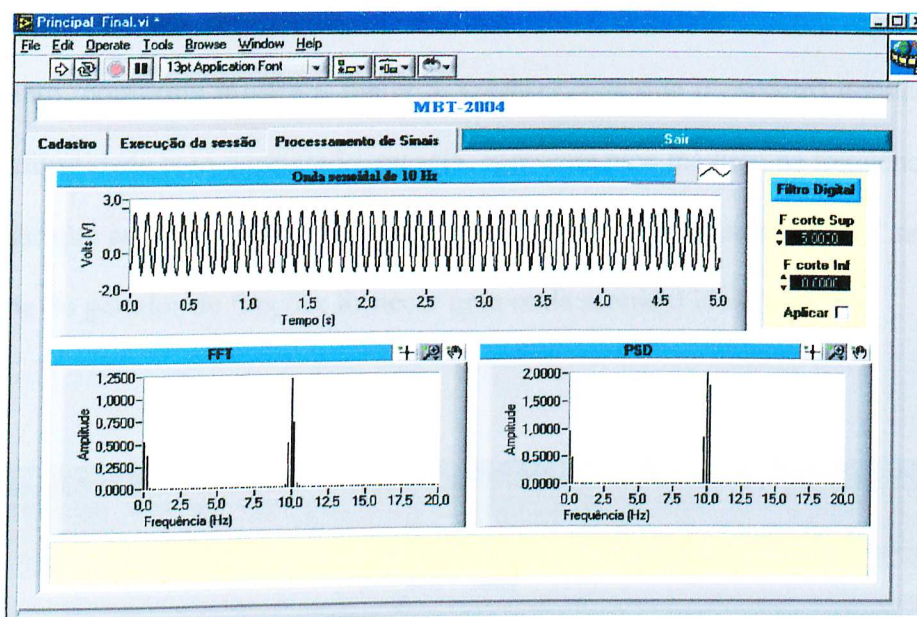 Principal_Final.vi *
File Edit Operate Tools Browse Window Help
13pt Application Font
MBT-2004
Cadastro Execução da sessão Processamento de Sinais Sair
Onda senoidal de 10 Hz
Filtro Digital
F corte Sup
5.0000
F corte Inf
0.0000
Aplicar
Volts [V]
3,0
0,0
-2,0
0,0 0,5 1,0 1,5 2,0 2,5 3,0 3,5 4,0 4,5 5,0
Tempo [s]
FFT
Amplitude
1,2500
1,0000
0,7500
0,5000
0,2500
0,0000
0,0 2,5 5,0 7,5 10,0 12,5 15,0 17,5 20,0
Frequência (Hz)
PSD
Amplitude
2,0000
1,5000
1,0000
0,5000
0,0000
0,0 2,5 5,0 7,5 10,0 12,5 15,0 17,5 20,0
Frequência (Hz)